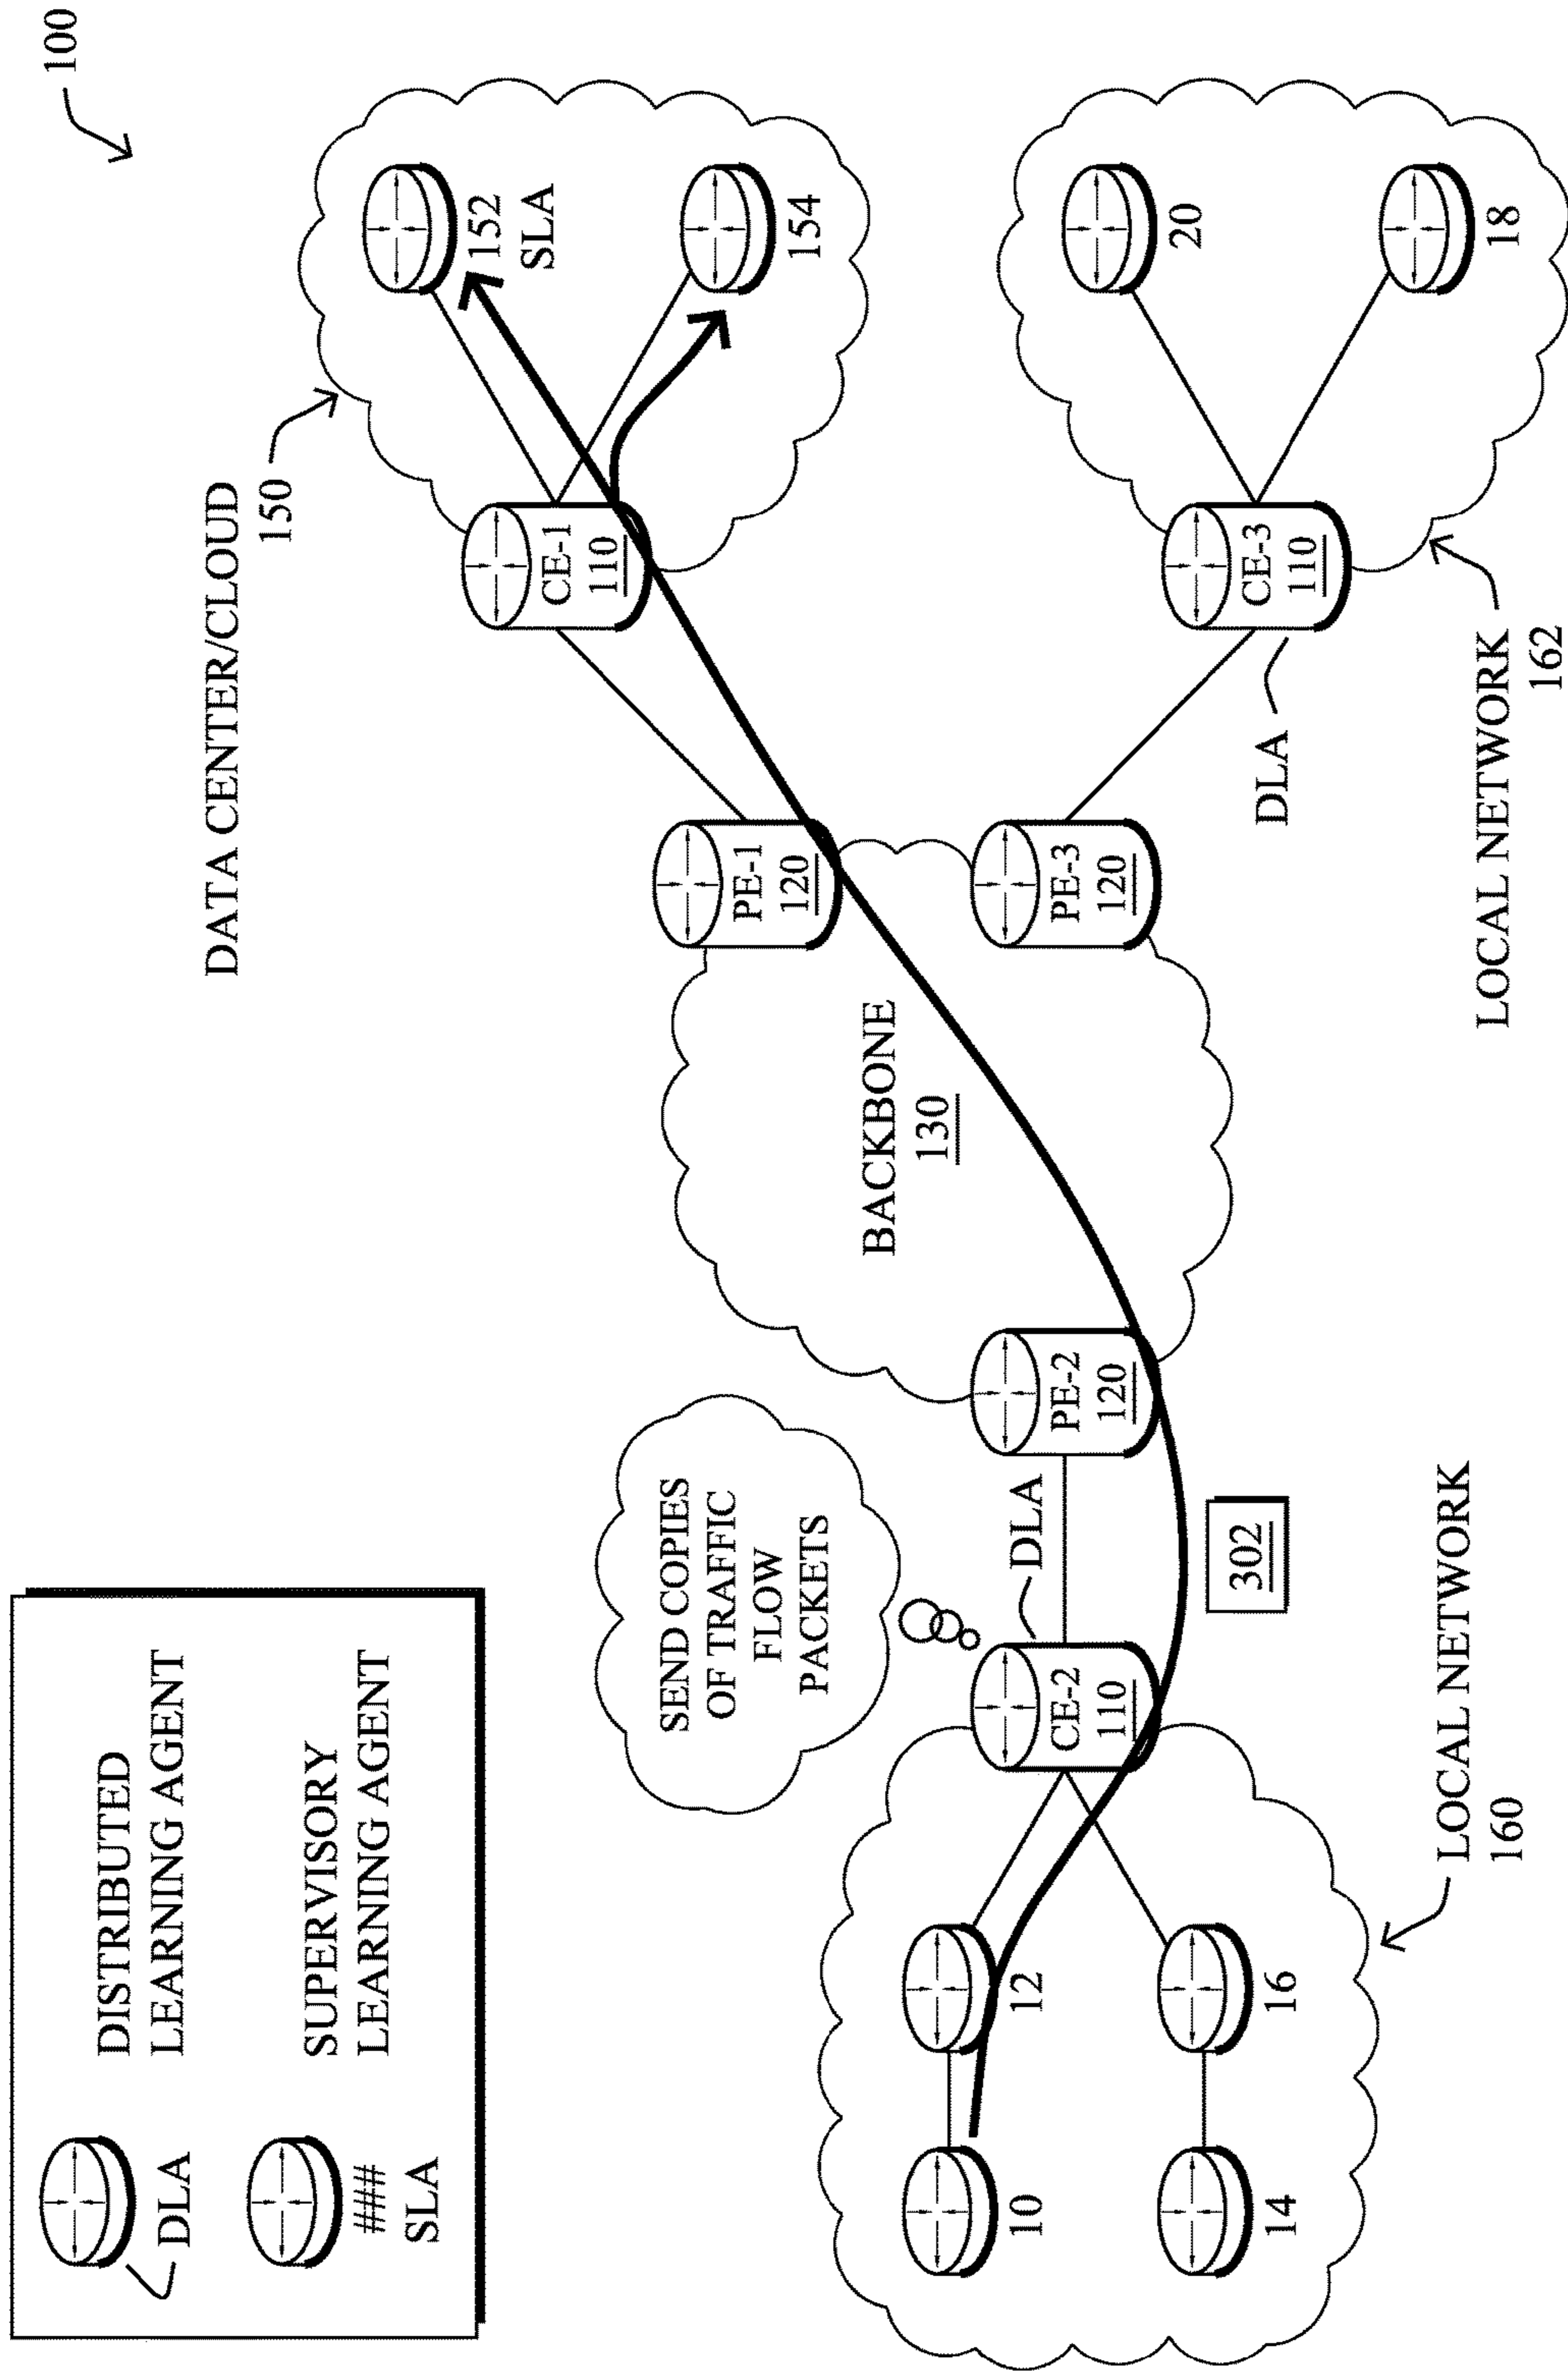 100
DISTRIBUTED
LEARNING AGENT
DLA
SUPERVISORY
LEARNING AGENT
###
SLA
DATA CENTER/CLOUD
150
152
SLA
154
CE-1
110
PE-1
120
SEND COPIES
OF TRAFFIC
FLOW
PACKETS
BACKBONE
130
10
12
14
16
CE-2
110
DLA
PE-2
120
PE-3
120
CE-3
110
DLA
20
18
302
LOCAL NETWORK
160
LOCAL NETWORK
162